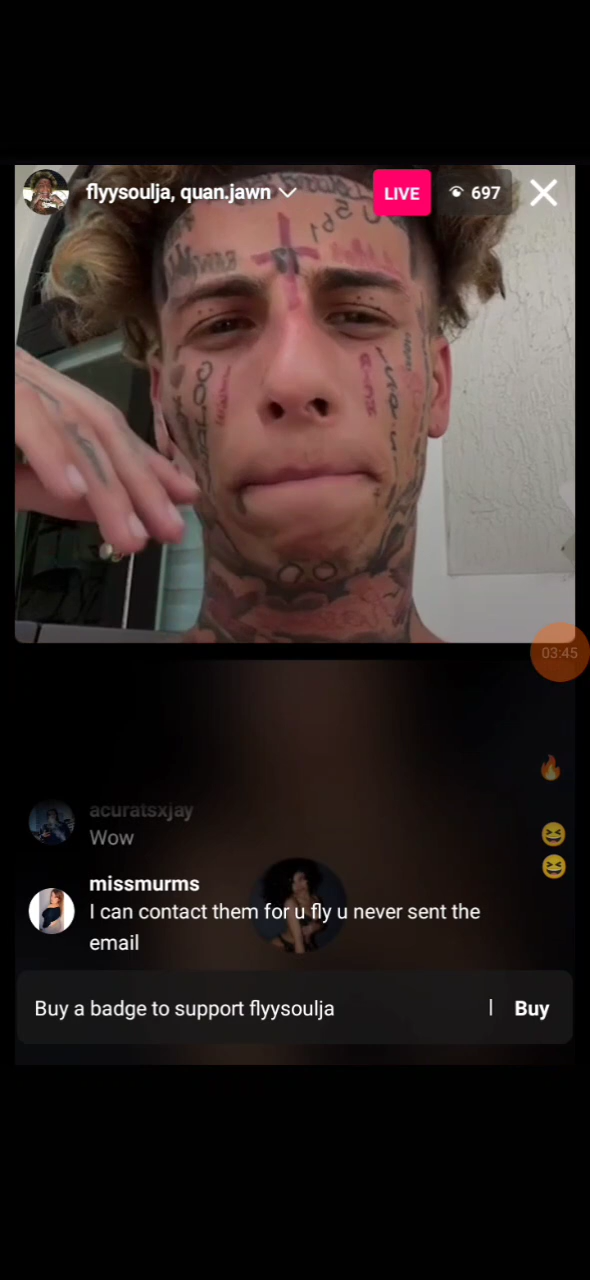 flyysoulja, quan.jawn
LIVE
697
561
03:45
acuratsxjay
Wow
missmurms
I can contact them for u fly u never sent the
email
Buy a badge to support flyysoulja
Buy